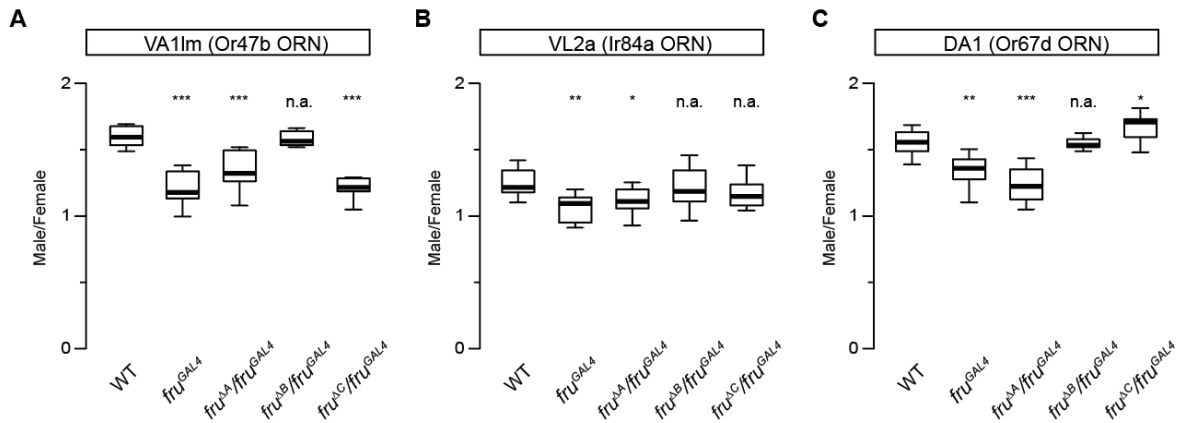 A
VA1lm (Or47b ORN)
2
1
0
Male/Female
*** *** n.a. ***
WT fru^GAL4 fru^ΔA/fru^GAL4 fru^ΔB/fru^GAL4 fru^ΔC/fru^GAL4
B
VL2a (Ir84a ORN)
2
1
0
Male/Female
** * n.a. n.a.
WT fru^GAL4 fru^ΔA/fru^GAL4 fru^ΔB/fru^GAL4 fru^ΔC/fru^GAL4
C
DA1 (Or67d ORN)
2
1
0
Male/Female
** *** n.a. *
WT fru^GAL4 fru^ΔA/fru^GAL4 fru^ΔB/fru^GAL4 fru^ΔC/fru^GAL4